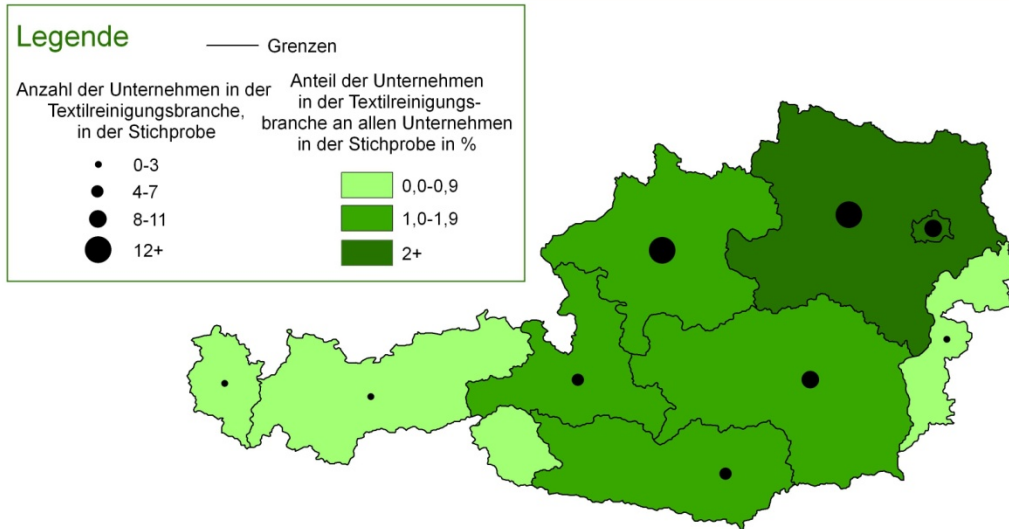 Legende
Grenzen
Anzahl der Unternehmen in der
Textilreinigungsbranche,
in der Stichprobe
0-3
4-7
8-11
12+
Anteil der Unternehmen
in der Textilreinigungs-
branche an allen Unternehmen
in der Stichprobe in %
0,0-0,9
1,0-1,9
2+